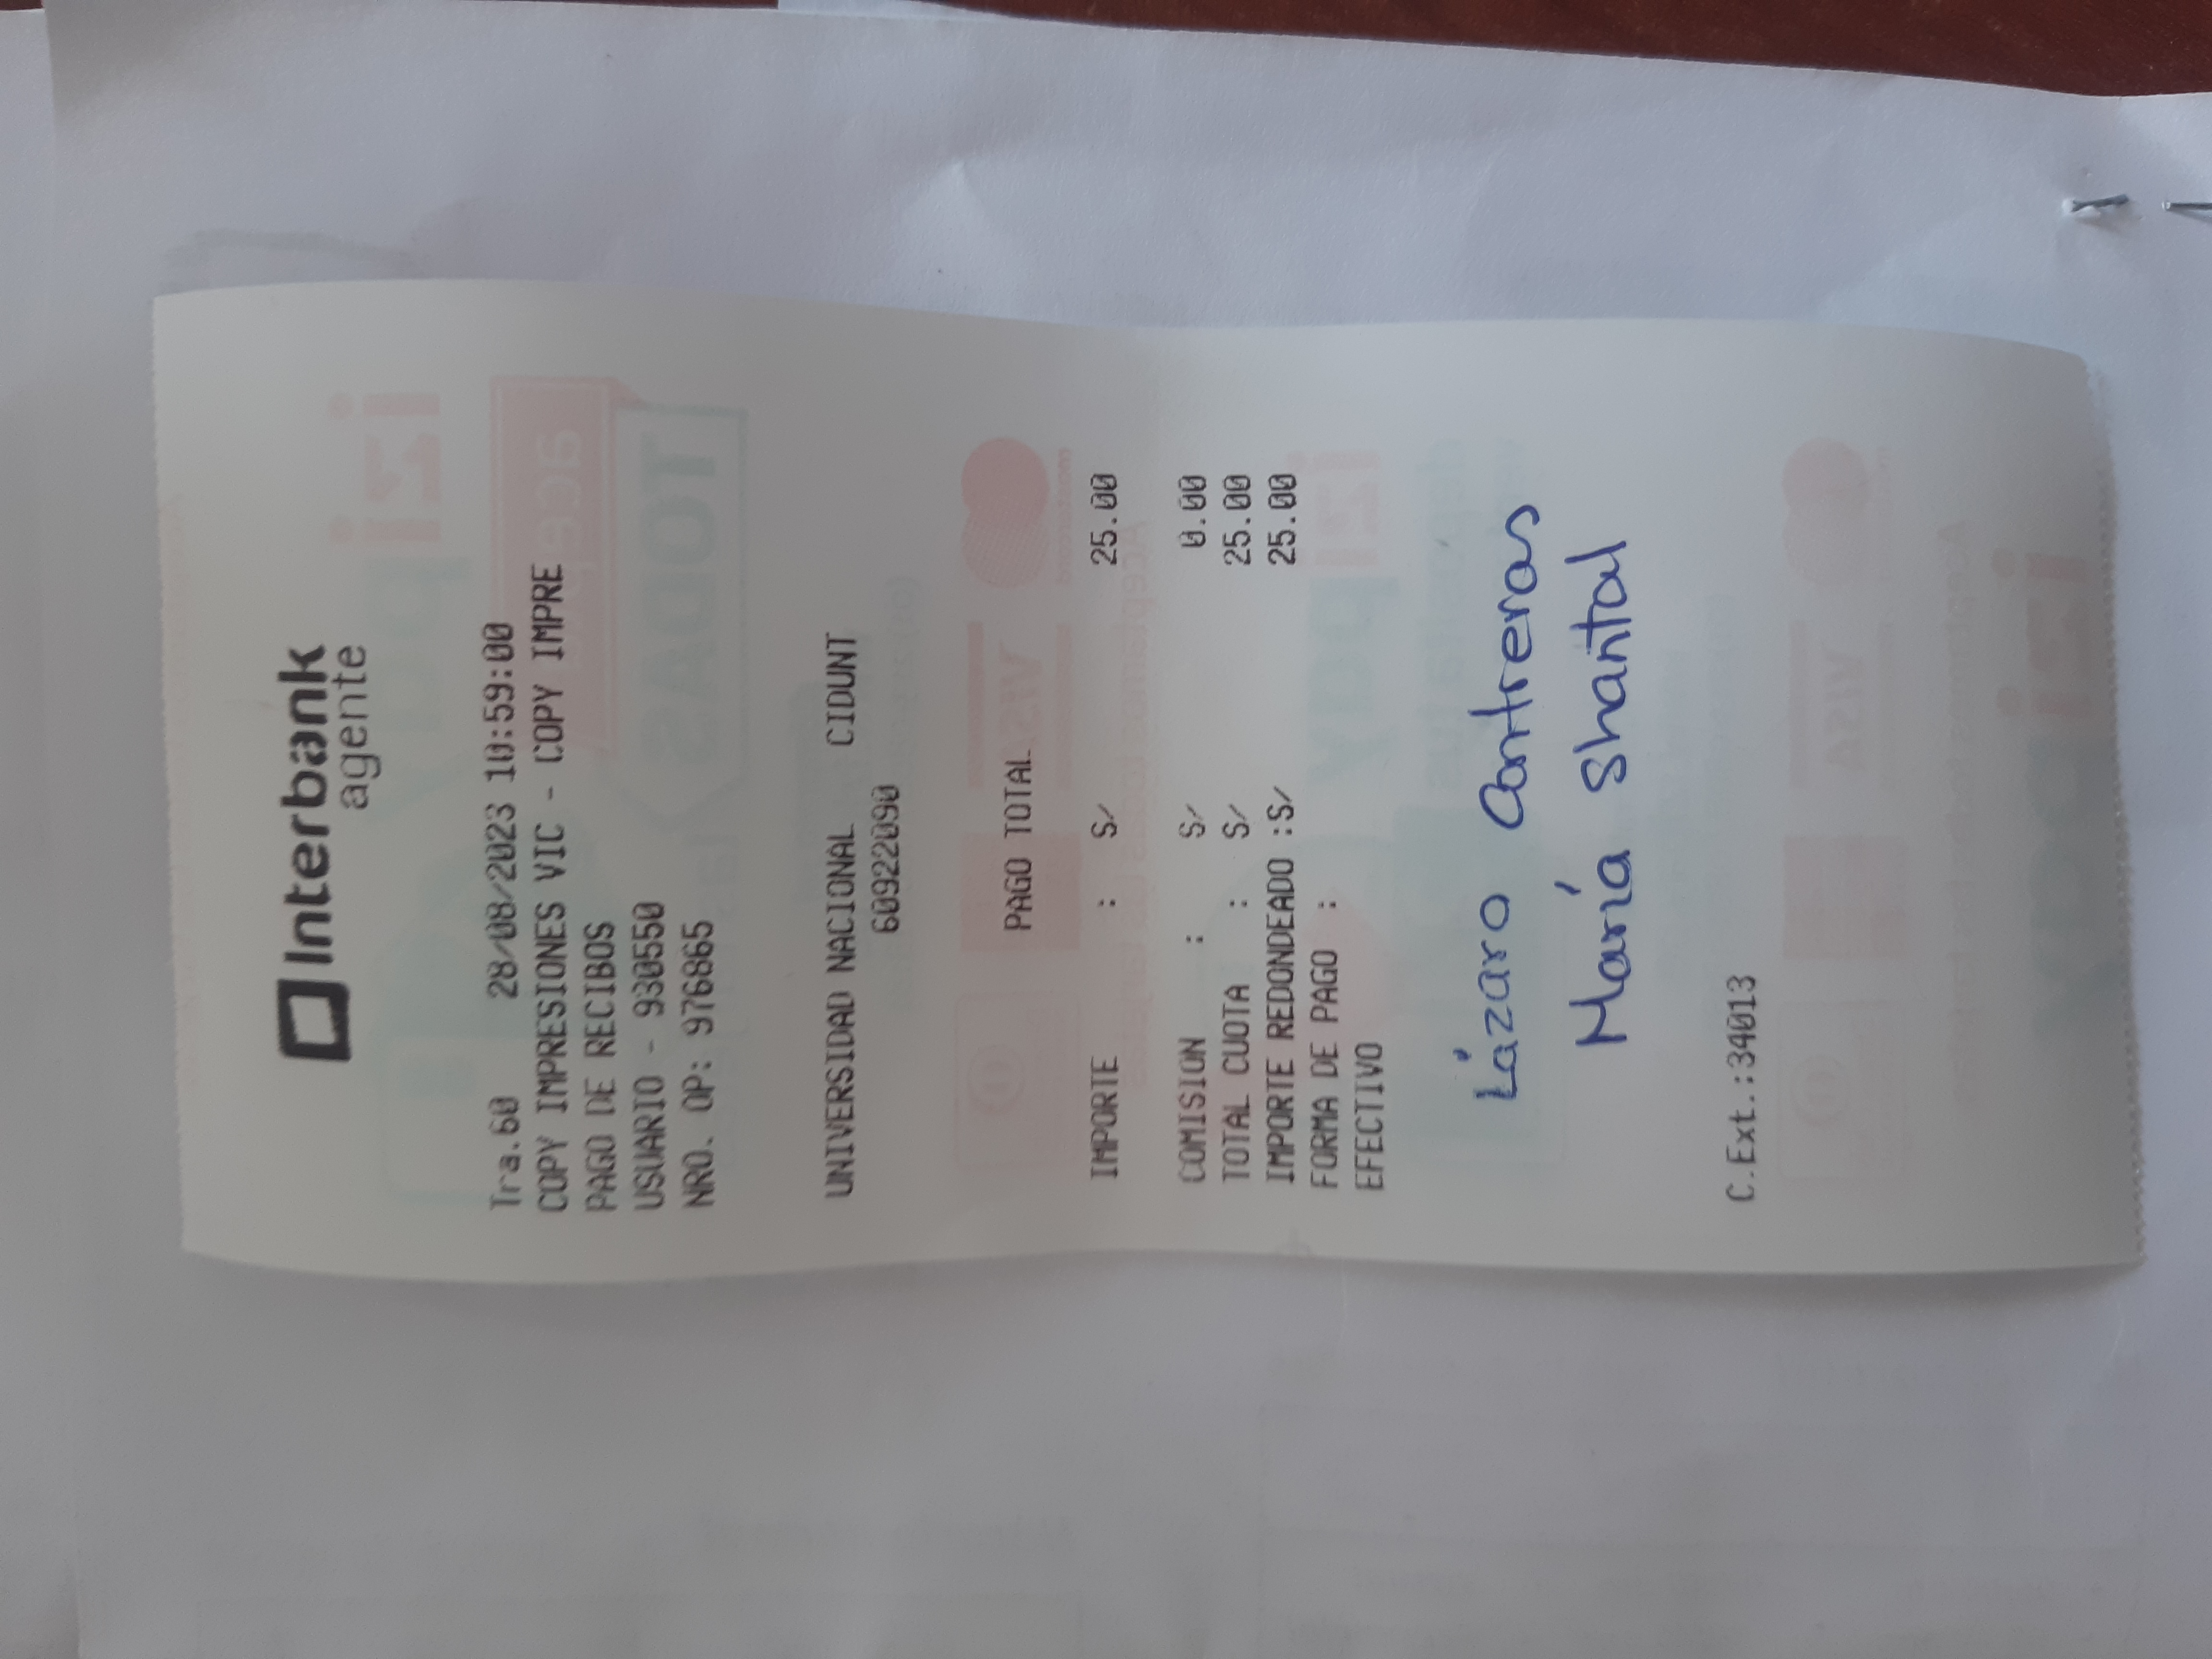 Interbank
agente
Tra.60 28/08/2023 10:59:00
COPY IMPRESIONES VIC - COPY IMPRE
PAGO DE RECIBOS
USUARIO - 930550
NRO. OP: 976865
UNIVERSIDAD NACIONAL CIDUNT
60922090
PAGO TOTAL
IMPORTE : S/ 25.00
COMISION : S/ 0.00
TOTAL CUOTA : S/ 25.00
IMPORTE REDONDEADO :S/ 25.00
FORMA DE PAGO :
EFECTIVO
Lázaro Contreras
María Shantal
C.Ext.:34013